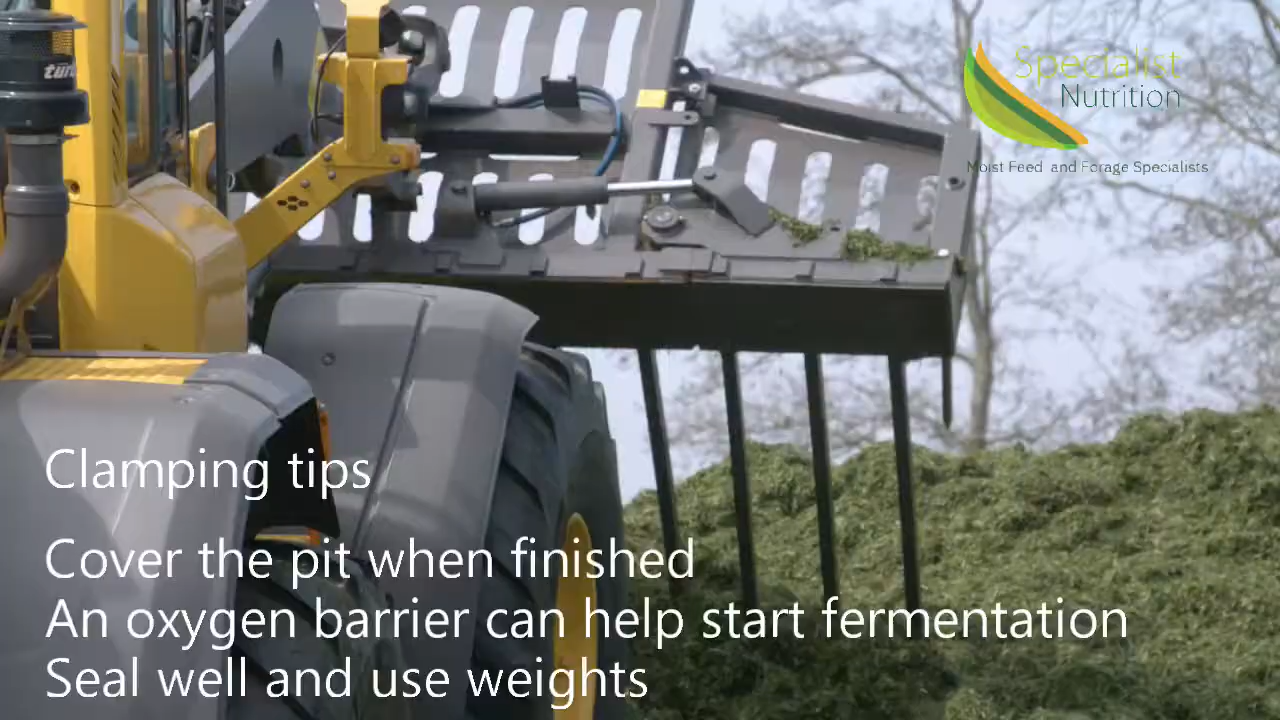 Specialist
Nutrition
Moist Feed and Forage Specialists
Clamping tips
Cover the pit when finished
An oxygen barrier can help start fermentation
Seal well and use weights